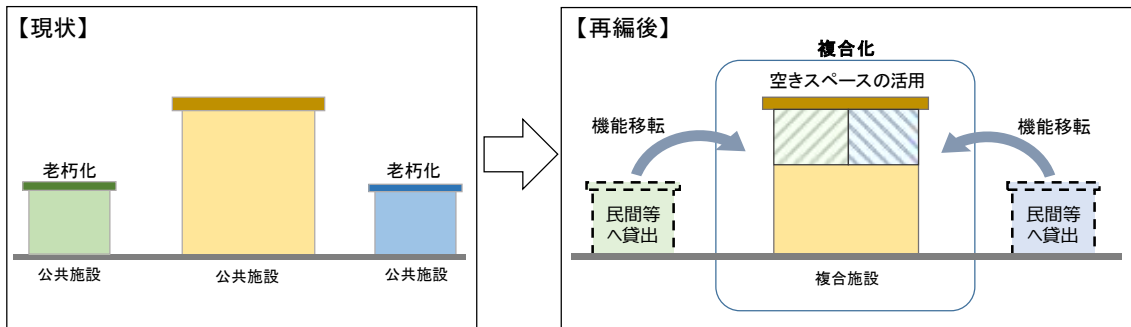 【現状】
老朽化
老朽化
公共施設
公共施設
公共施設
【再編後】
複合化
空きスペースの活用
機能移転
機能移転
民間等
へ貸出
民間等
へ貸出
複合施設